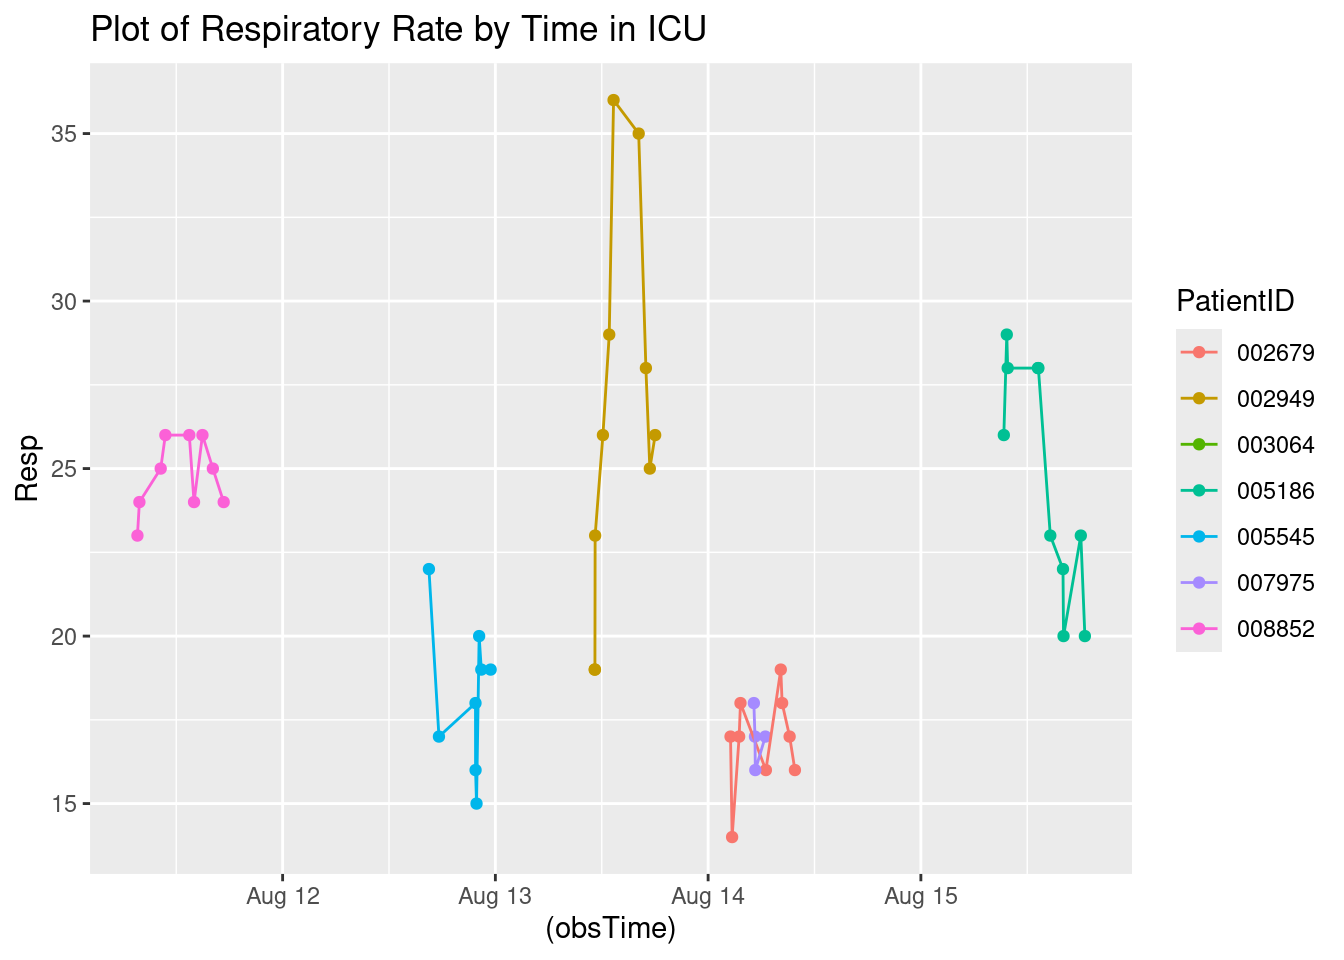 Plot of Respiratory Rate by Time in ICU
Resp
35
30
25
20
15
Aug 12 Aug 13 Aug 14 Aug 15
(obsTime)
PatientID
002679
002949
003064
005186
005545
007975
008852